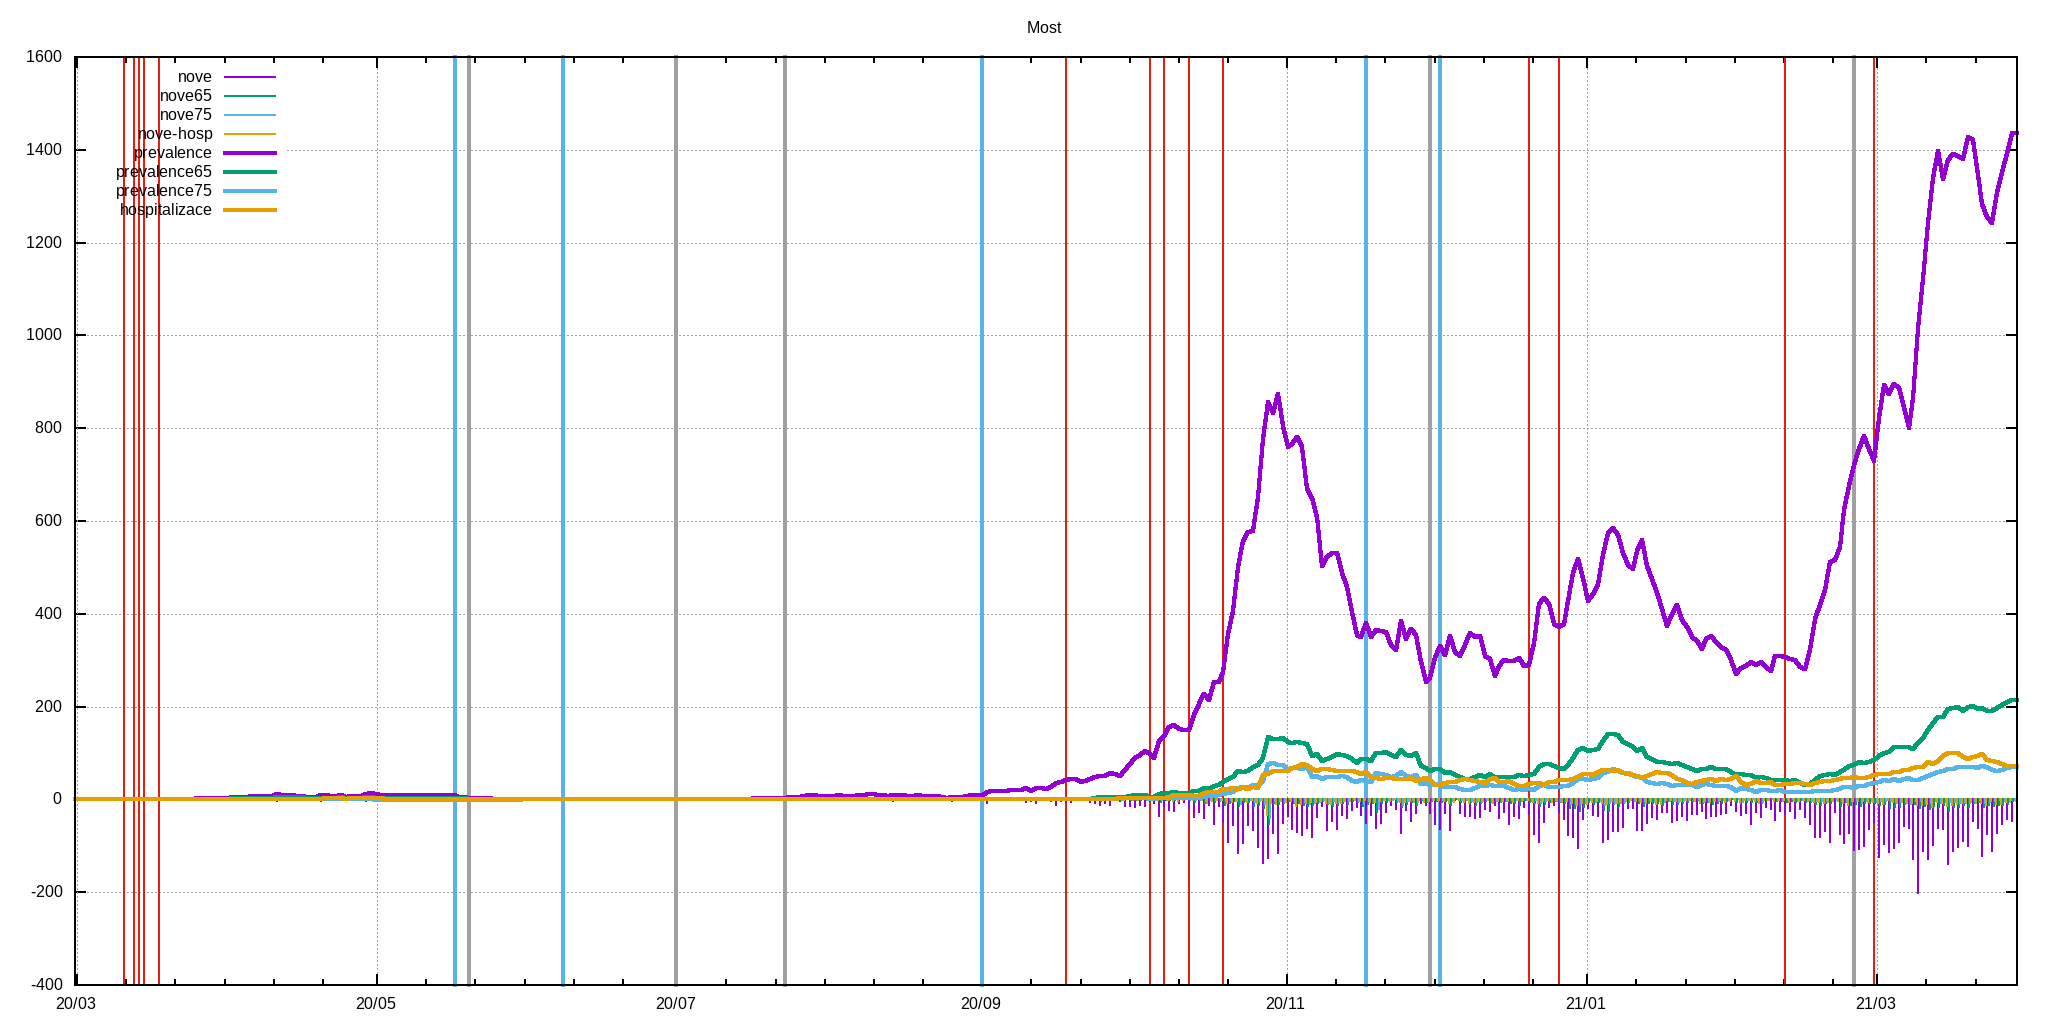 Most
1600
1400
1200
1000
800
600
400
200
0
-200
-400
nove
nove65
nove75
nove-hosp
prevalence
prevalence65
prevalence75
hospitalizace
20/03 20/05 20/07 20/09 20/11 21/01 21/03